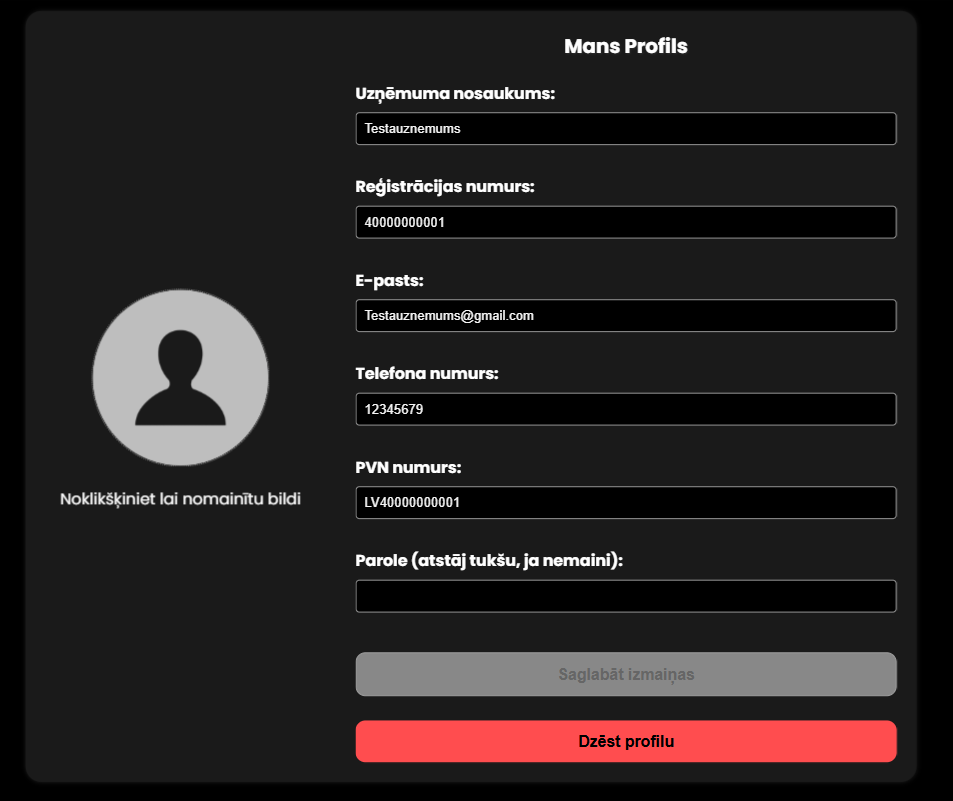 Mans Profils
Uzņēmuma nosaukums:
Testauznemums
Reģistrācijas numurs:
40000000001
E-pasts:
Testauznemums@gmail.com
Telefona numurs:
12345679
PVN numurs:
LV40000000001
Parole (atstāj tukšu, ja nemaini):
Noklikšķiniet lai nomainītu bildi
Saglabāt izmaiņas
Dzēst profilu